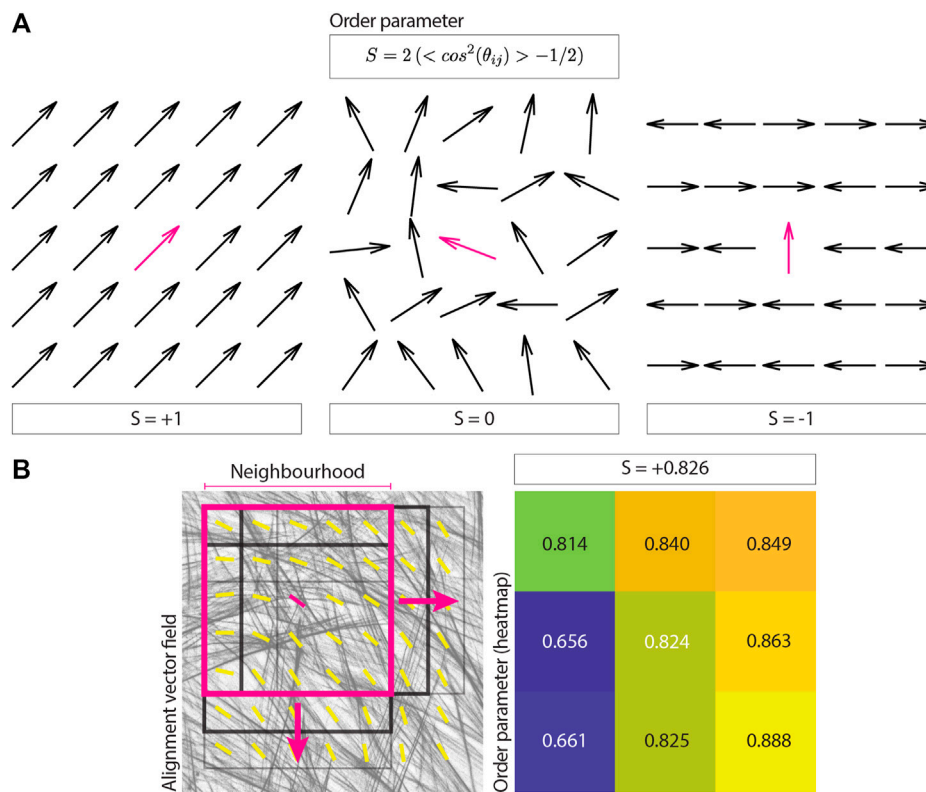 A
Order parameter
S = 2 (< cos²(θij) > −1/2)
S = +1
S = 0
S = -1
B
Neighbourhood
Alignment vector field
S = +0.826
Order parameter (heatmap)
0.814 0.840 0.849
0.656 0.824 0.863
0.661 0.825 0.888